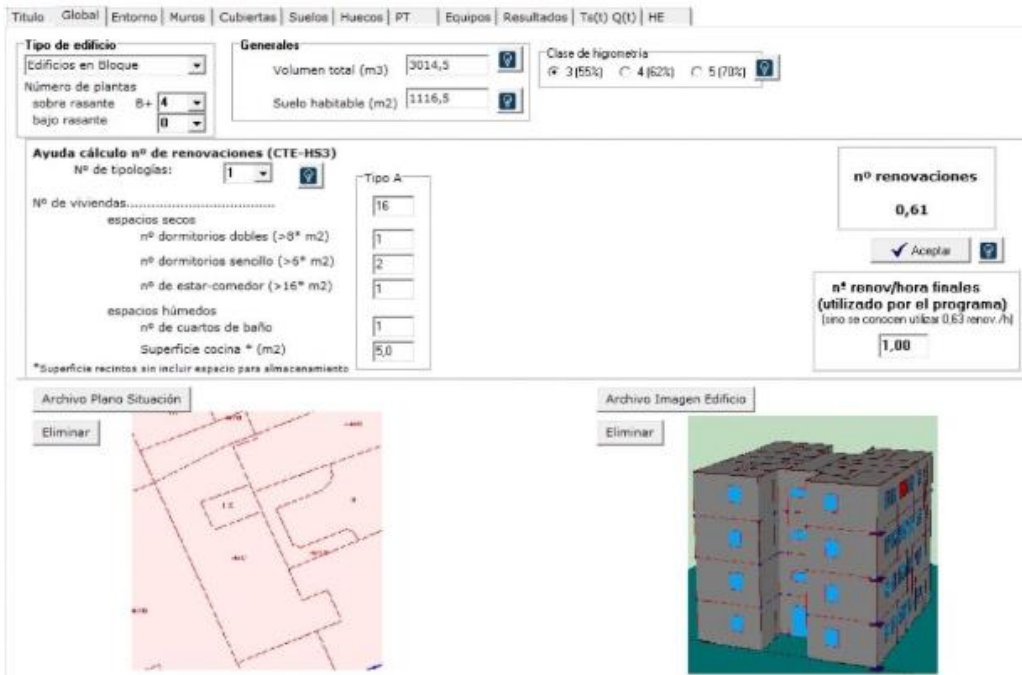 Titulo Global Entorno Muros Cubiertas Suelos Huecos PT Equipos Resultados Ts(t) Q(t) HE
Tipo de edificio
Edificios en Bloque
Número de plantas
sobre rasante B+ 4
bajo rasante 0
Generales
Volumen total (m3) 3014,5
Suelo habitable (m2) 1116,5
Clase de higrometria
3 (55%) 4 (62%) 5 (70%)
Ayuda cálculo nº de renovaciones (CTE-HS3)
Nº de tipologías: 1
Tipo A
Nº de viviendas.................................... 16
espacios secos
nº dormitorios dobles (>8* m2) 1
nº dormitorios sencillo (>6* m2) 2
nº de estar-comedor (>16* m2) 1
espacios húmedos
nº de cuartos de baño 1
Superficie cocina * (m2) 5,0
*Superficie recintos sin incluir espacio para almacenamiento
nº renovaciones
0,61
Aceptar
nº renov/hora finales
(utilizado por el programa)
(sino se conocen utilizar 0,63 renov./h)
1,00
Archivo Plano Situación
Eliminar
Archivo Imagen Edificio
Eliminar